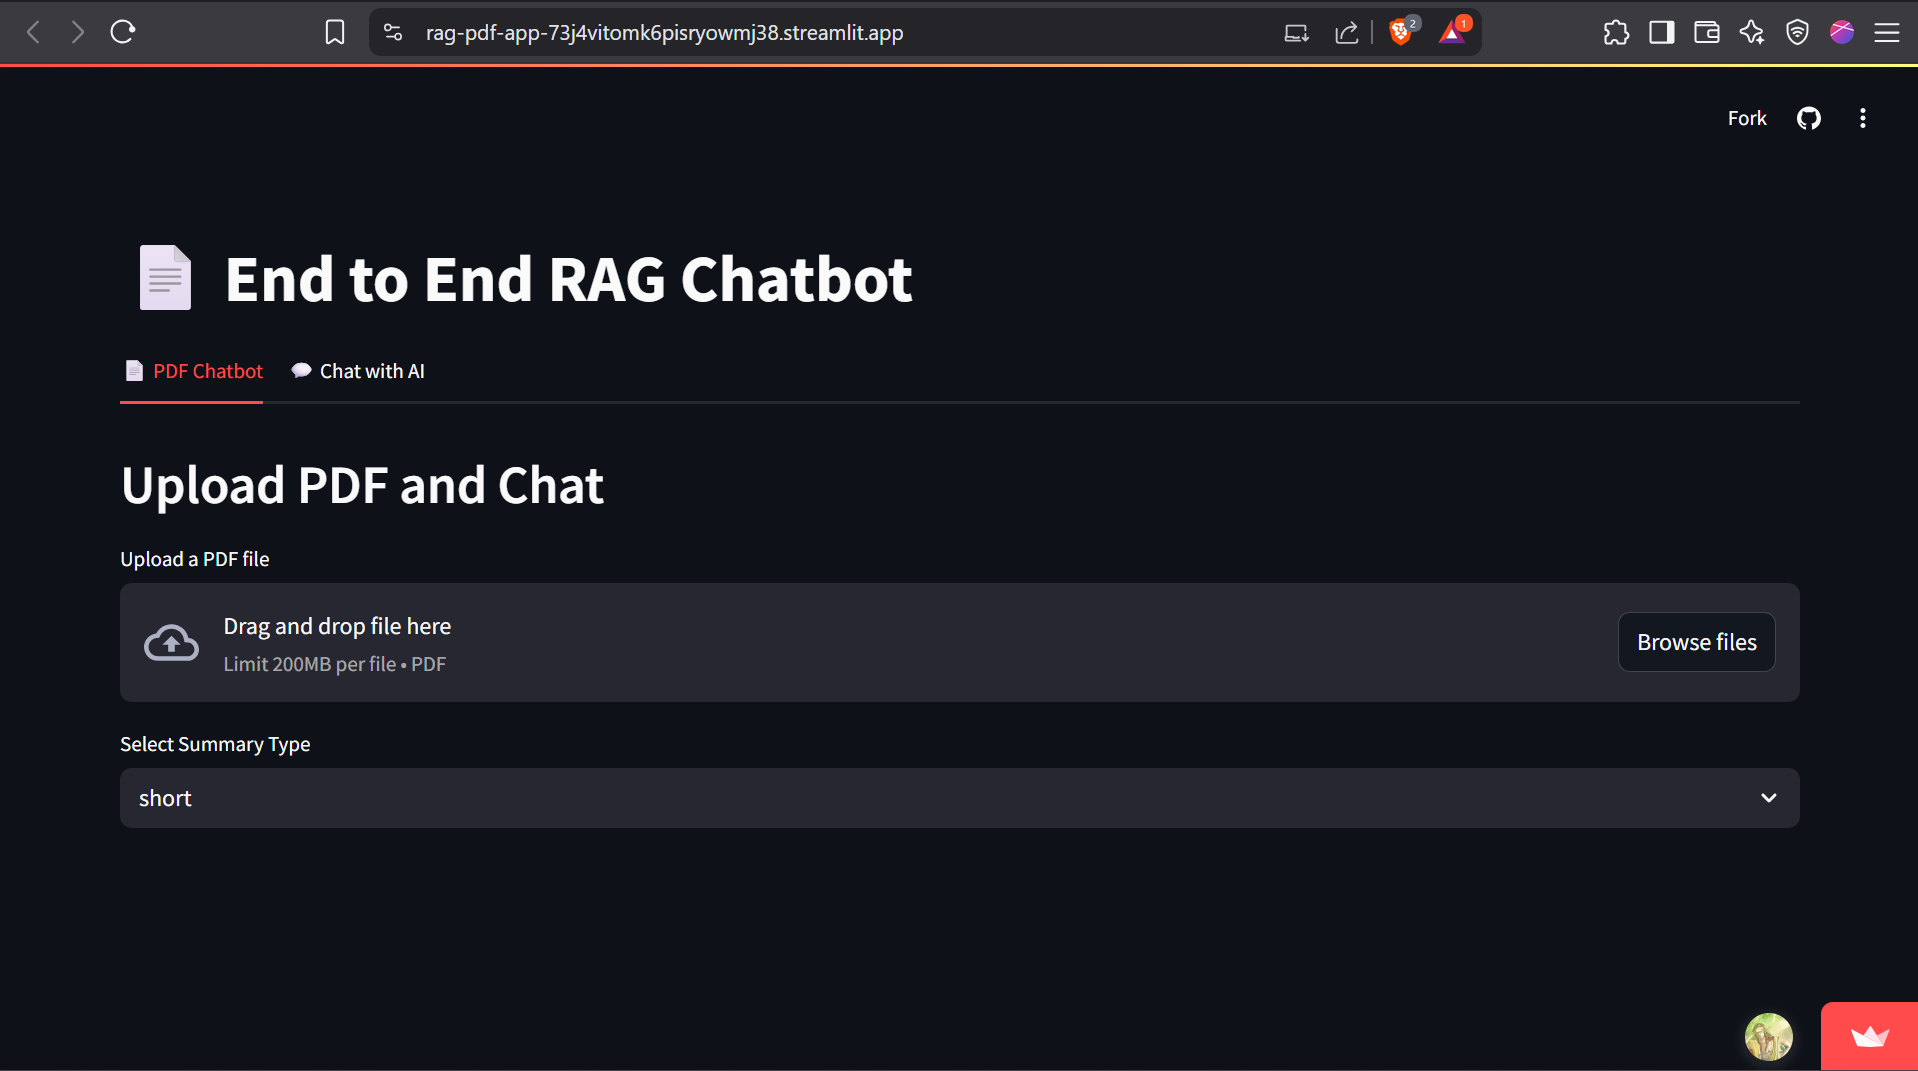 rag-pdf-app-73j4vitomk6pisryowmj38.streamlit.app
2
1
Fork
End to End RAG Chatbot
PDF Chatbot
Chat with AI
Upload PDF and Chat
Upload a PDF file
Drag and drop file here
Limit 200MB per file • PDF
Browse files
Select Summary Type
short